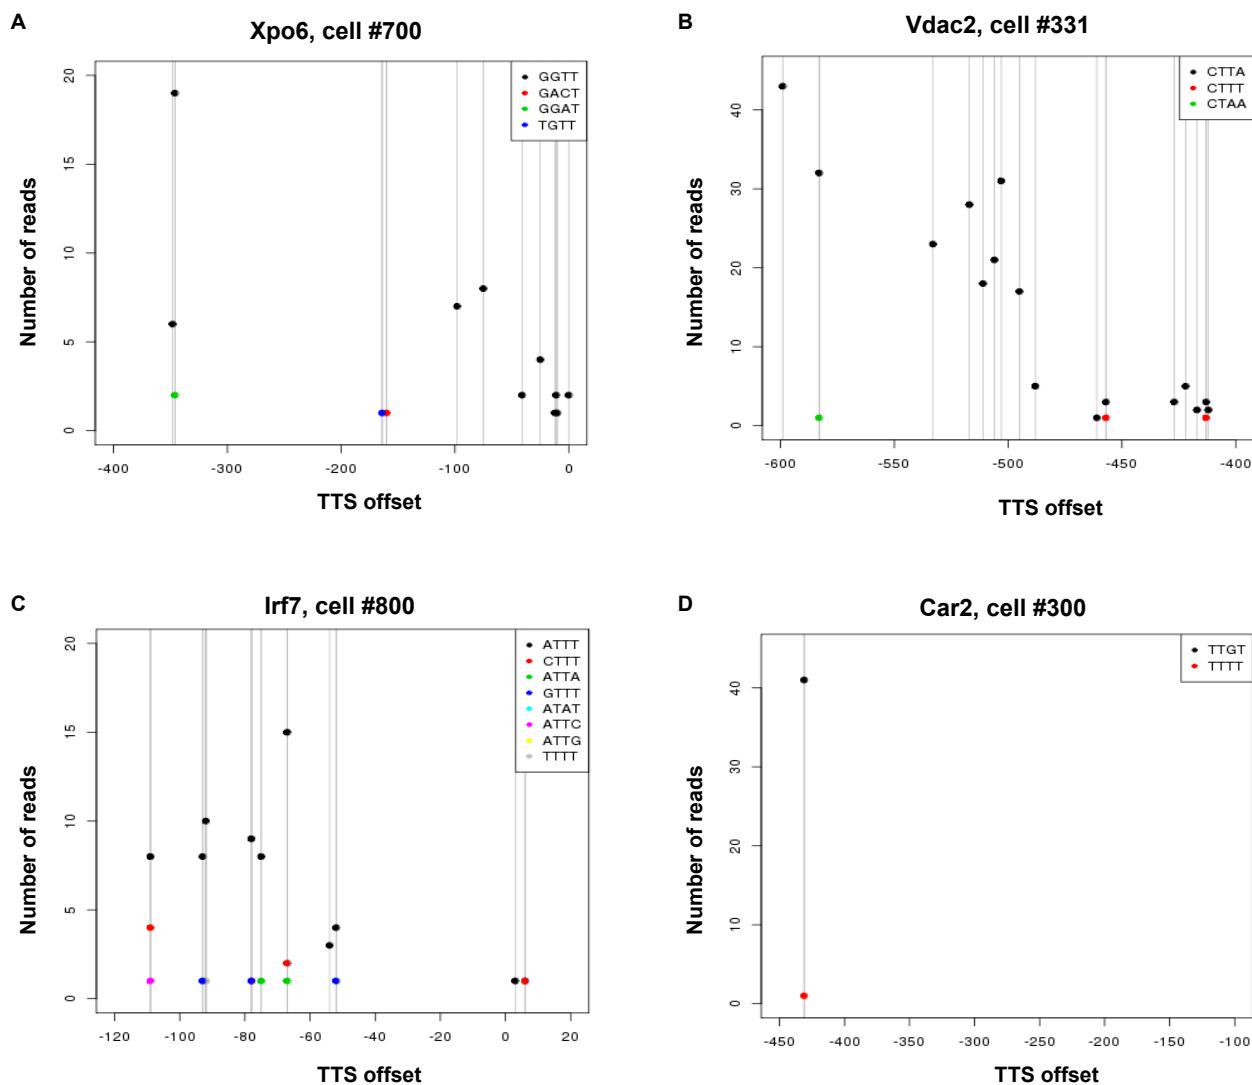 A
Xpo6, cell #700
Number of reads
20
15
10
5
0
GGTT
GACT
GGAT
TGTT
-400
-300
-200
-100
0
TTS offset
B
Vdac2, cell #331
Number of reads
40
30
20
10
0
CTTA
CTTT
CTAA
-600
-550
-500
-450
-400
TTS offset
C
Irf7, cell #800
Number of reads
20
15
10
5
0
ATTT
CTTT
ATTA
GTTT
ATAT
ATTC
ATTG
TTTT
-120
-100
-80
-60
-40
-20
0
20
TTS offset
D
Car2, cell #300
Number of reads
40
30
20
10
0
TTGT
TTTT
-450
-400
-350
-300
-250
-200
-150
-100
TTS offset